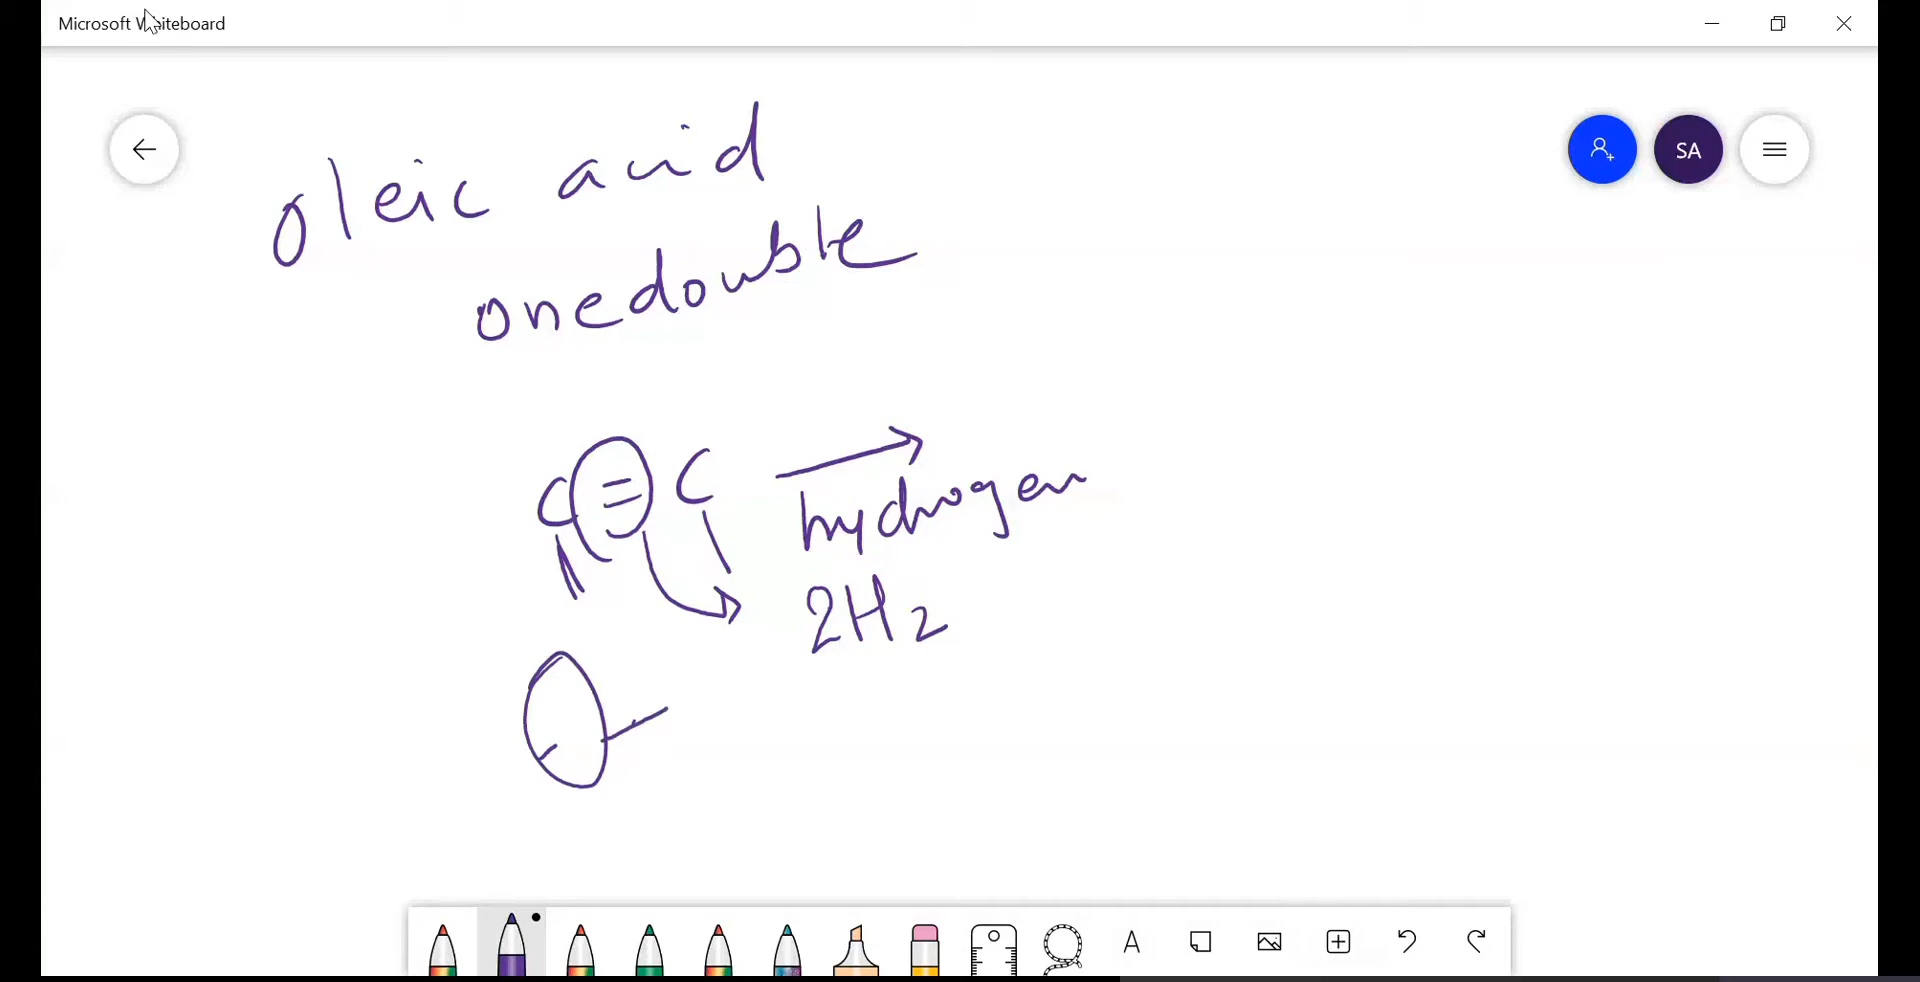 Microsoft Whiteboard
SA
oleic acid
onedouble
C = C
hydrogen
2H2
A